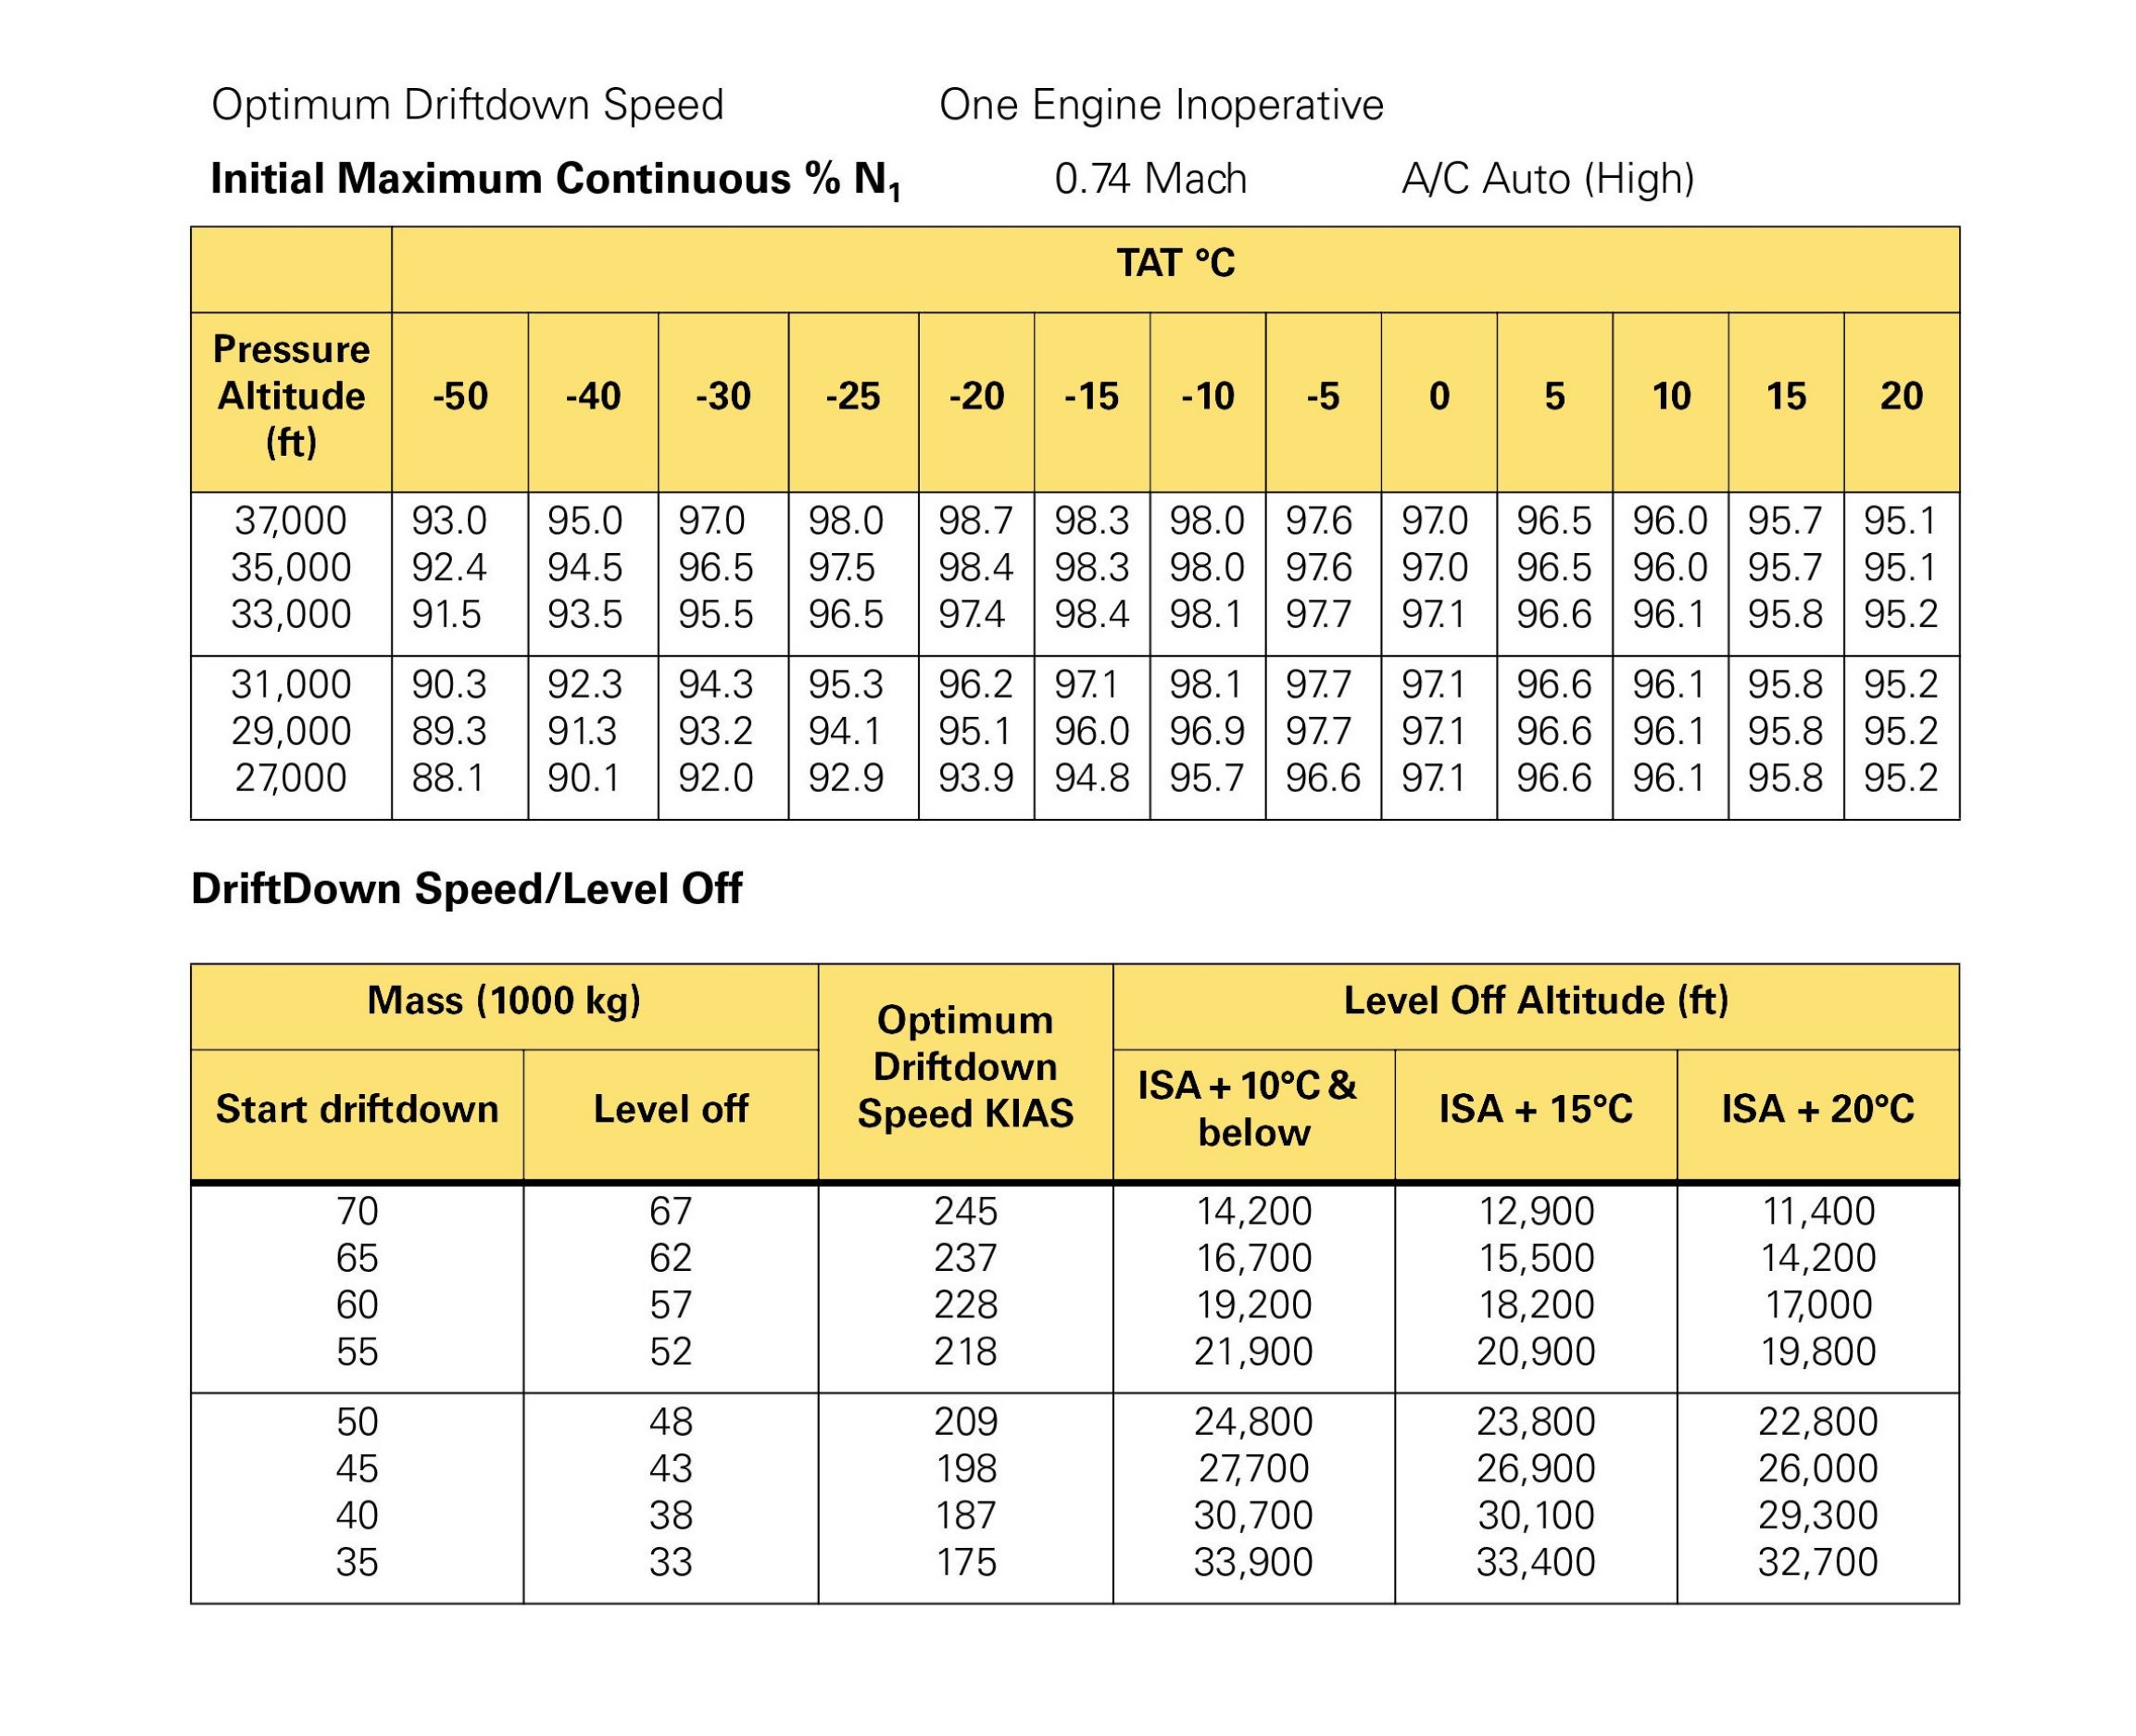 Optimum Driftdown Speed One Engine Inoperative
Initial Maximum Continuous % N1 0.74 Mach A/C Auto (High)
TAT °C
Pressure
Altitude
(ft)
-50 -40 -30 -25 -20 -15 -10 -5 0 5 10 15 20
37,000 93.0 95.0 97.0 98.0 98.7 98.3 98.0 97.6 97.0 96.5 96.0 95.7 95.1
35,000 92.4 94.5 96.5 97.5 98.4 98.3 98.0 97.6 97.0 96.5 96.0 95.7 95.1
33,000 91.5 93.5 95.5 96.5 97.4 98.4 98.1 97.7 97.1 96.6 96.1 95.8 95.2
31,000 90.3 92.3 94.3 95.3 96.2 97.1 98.1 97.7 97.1 96.6 96.1 95.8 95.2
29,000 89.3 91.3 93.2 94.1 95.1 96.0 96.9 97.7 97.1 96.6 96.1 95.8 95.2
27,000 88.1 90.1 92.0 92.9 93.9 94.8 95.7 96.6 97.1 96.6 96.1 95.8 95.2
DriftDown Speed/Level Off
Mass (1000 kg)
Start driftdown Level off
Optimum
Driftdown
Speed KIAS
Level Off Altitude (ft)
ISA + 10°C &
below
ISA + 15°C ISA + 20°C
70 67 245 14,200 12,900 11,400
65 62 237 16,700 15,500 14,200
60 57 228 19,200 18,200 17,000
55 52 218 21,900 20,900 19,800
50 48 209 24,800 23,800 22,800
45 43 198 27,700 26,900 26,000
40 38 187 30,700 30,100 29,300
35 33 175 33,900 33,400 32,700